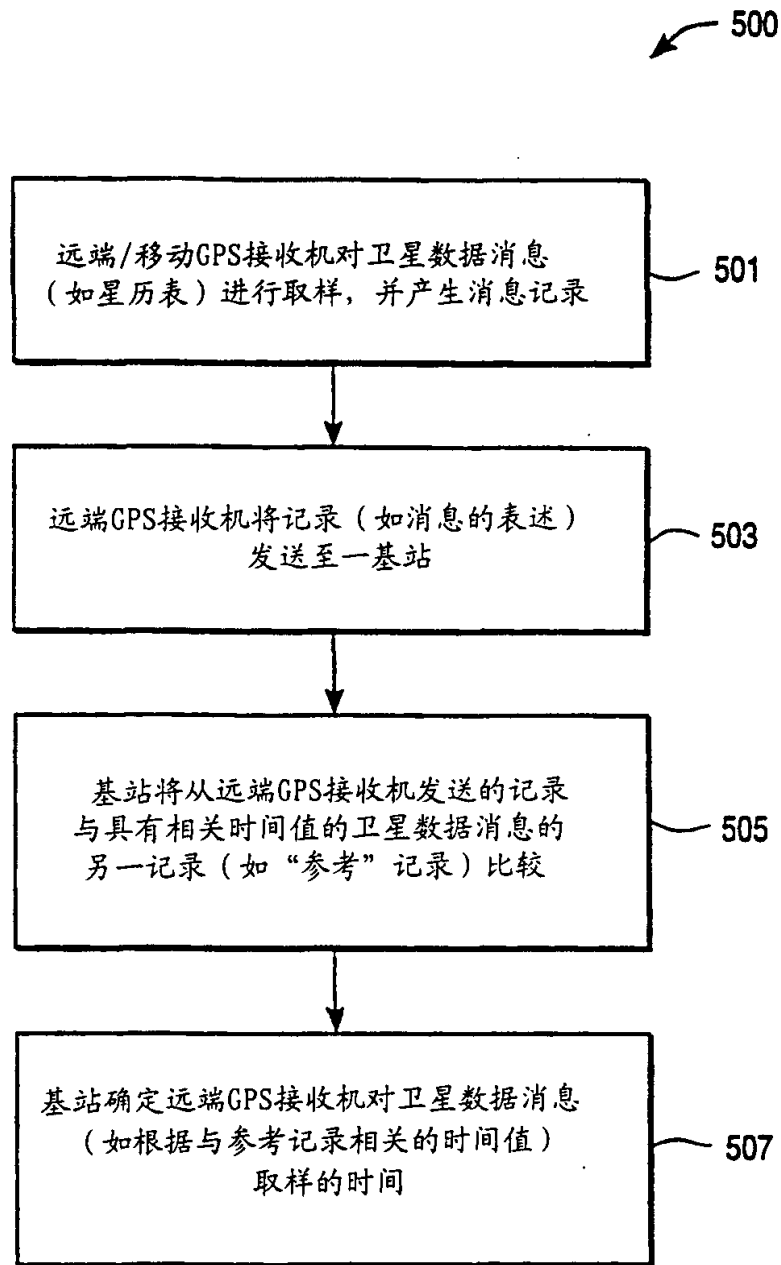 500
远端/移动GPS接收机对卫星数据消息
（如星历表）进行取样，并产生消息记录
501
远端GPS接收机将记录（如消息的表述）
发送至一基站
503
基站将从远端GPS接收机发送的记录
与具有相关时间值的卫星数据消息的
另一记录（如“参考”记录）比较
505
基站确定远端GPS接收机对卫星数据消息
（如根据与参考记录相关的时间值）
取样的时间
507